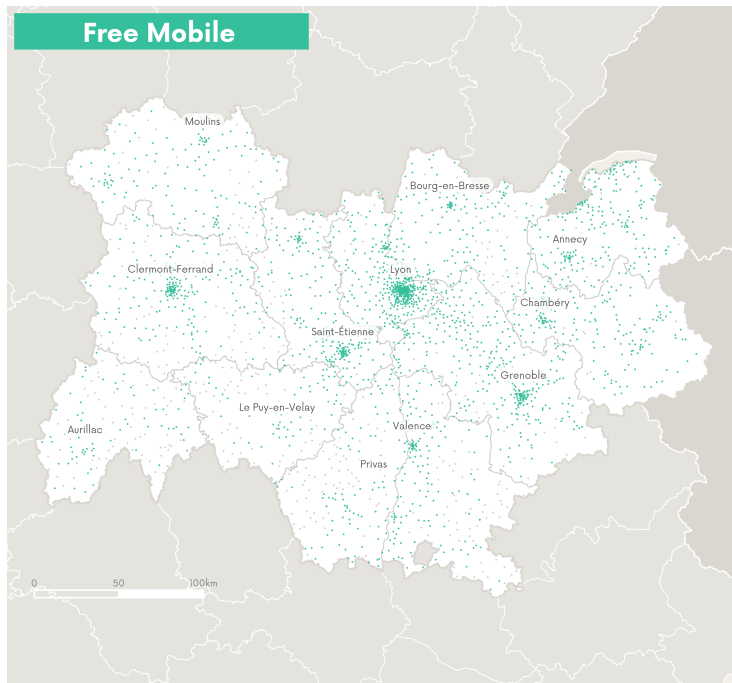 Free Mobile
Moulins
Bourg-en-Bresse
Annecy
Clermont-Ferrand
Lyon
Chambéry
Saint-Étienne
Grenoble
Le Puy-en-Velay
Aurillac
Valence
Privas
0 50 100km